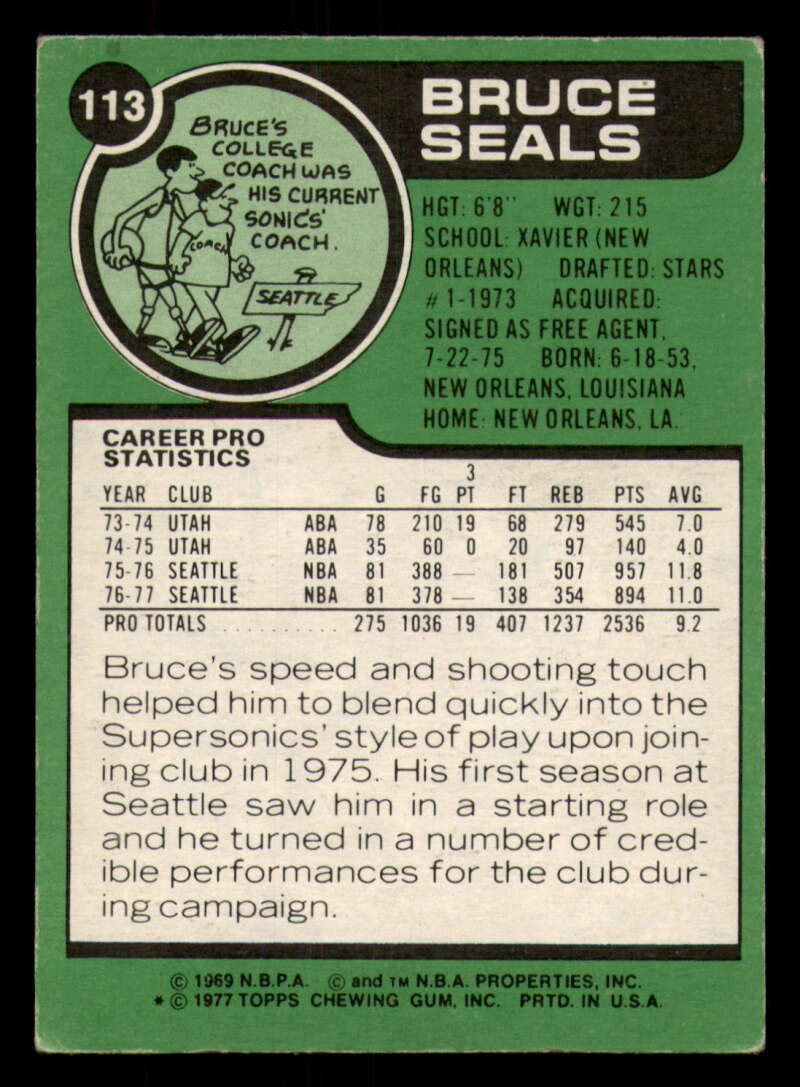 113
BRUCE'S
COLLEGE
COACH WAS
HIS CURRENT
SONICS'
COACH.
COACH
SEATTLE
BRUCE
SEALS
HGT: 6'8" WGT: 215
SCHOOL: XAVIER (NEW
ORLEANS) DRAFTED: STARS
#1-1973 ACQUIRED:
SIGNED AS FREE AGENT,
7-22-75 BORN: 6-18-53,
NEW ORLEANS, LOUISIANA
HOME: NEW ORLEANS, LA.
CAREER PRO
STATISTICS
3
YEAR CLUB G FG PT FT REB PTS AVG
73-74 UTAH ABA 78 210 19 68 279 545 7.0
74-75 UTAH ABA 35 60 0 20 97 140 4.0
75-76 SEATTLE NBA 81 388 — 181 507 957 11.8
76-77 SEATTLE NBA 81 378 — 138 354 894 11.0
PRO TOTALS .......... 275 1036 19 407 1237 2536 9.2
Bruce's speed and shooting touch
helped him to blend quickly into the
Supersonics' style of play upon join-
ing club in 1975. His first season at
Seattle saw him in a starting role
and he turned in a number of cred-
ible performances for the club dur-
ing campaign.
© 1969 N.B.P.A. © and TM N.B.A. PROPERTIES, INC.
* © 1977 TOPPS CHEWING GUM, INC. PRTD. IN U.S.A.